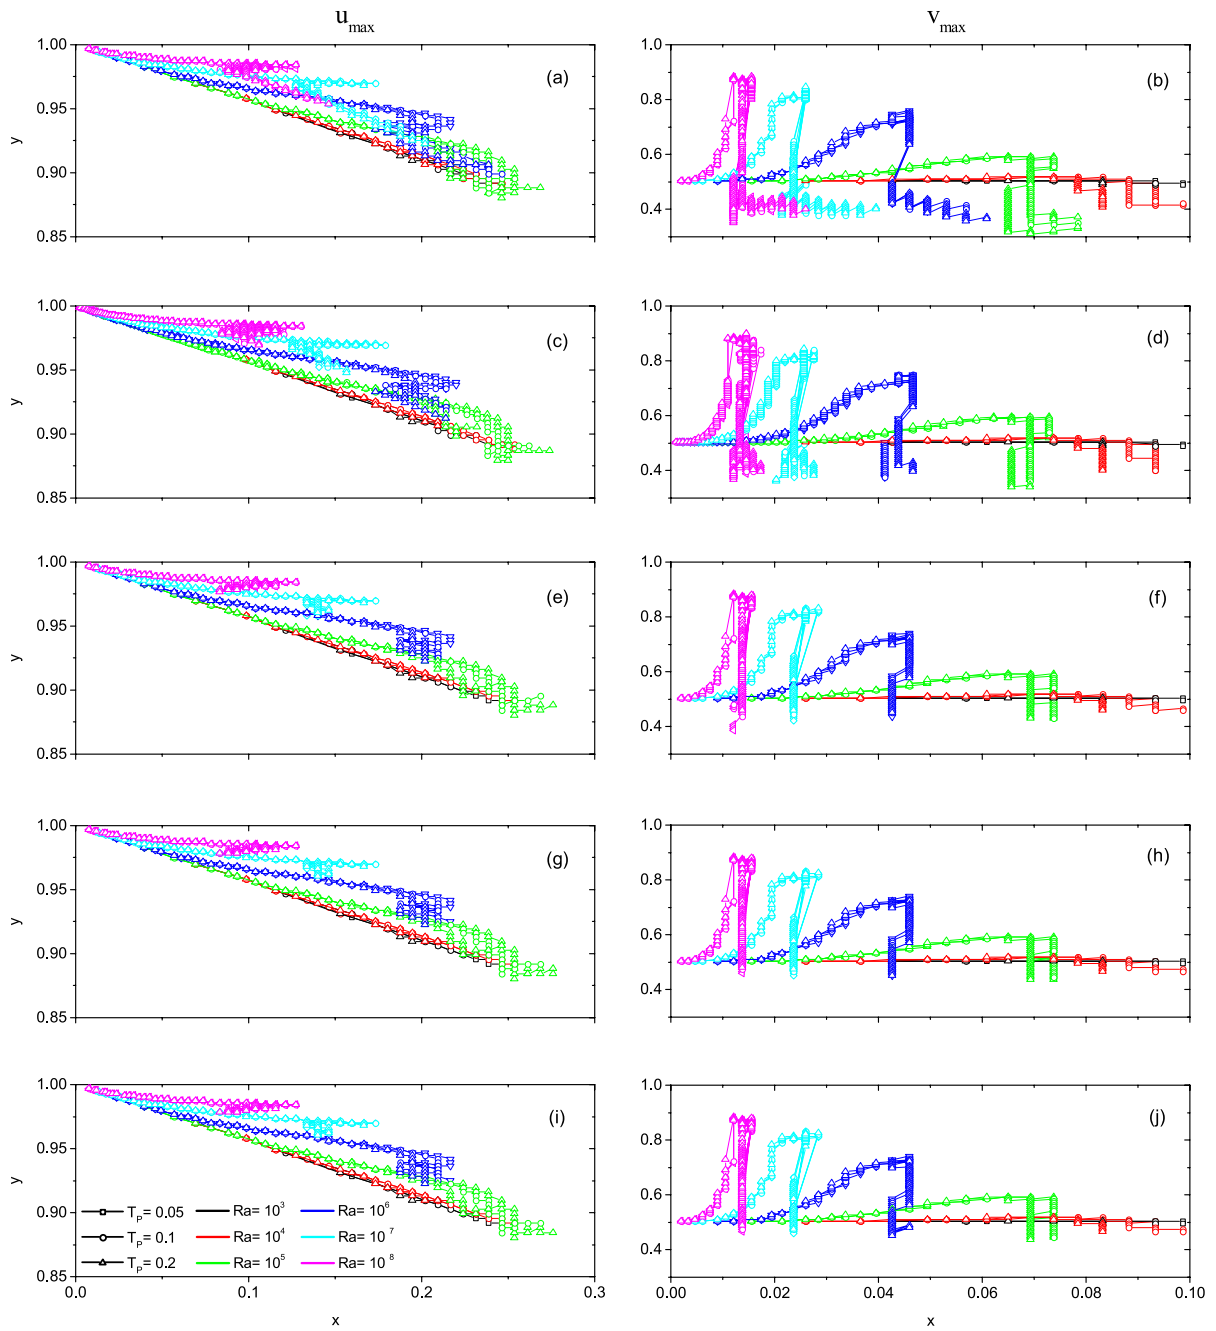 u_max v_max
1.00 0.95 0.90 0.85 y (a)
1.0 0.8 0.6 0.4 (b)
1.00 0.95 0.90 0.85 y (c)
1.0 0.8 0.6 0.4 (d)
1.00 0.95 0.90 0.85 y (e)
1.0 0.8 0.6 0.4 (f)
1.00 0.95 0.90 0.85 y (g)
1.0 0.8 0.6 0.4 (h)
1.00 0.95 0.90 0.85 y (i)
T_P= 0.05 Ra= 10^3 Ra= 10^6
T_P= 0.1 Ra= 10^4 Ra= 10^7
T_P= 0.2 Ra= 10^5 Ra= 10^8
0.0 0.1 0.2 0.3
x
1.0 0.8 0.6 0.4 (j)
0.00 0.02 0.04 0.06 0.08 0.10
x